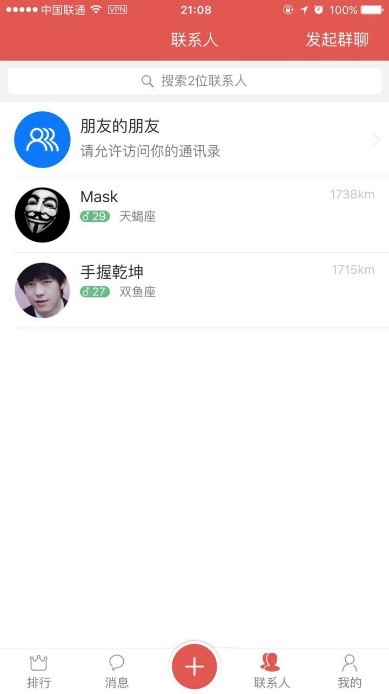 中国联通 VPN 21:08 100%
联系人 发起群聊
搜索2位联系人
朋友的朋友
请允许访问你的通讯录
Mask 1738km
♂29 天蝎座
手握乾坤 1715km
♂27 双鱼座
排行 消息 联系人 我的